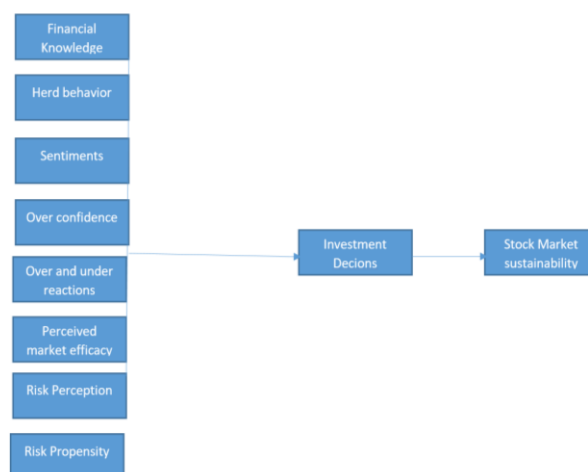 Financial
Knowledge
Herd behavior
Sentiments
Over confidence
Over and under
reactions
Perceived
market efficacy
Risk Perception
Risk Propensity
Investment
Decions
Stock Market
sustainability